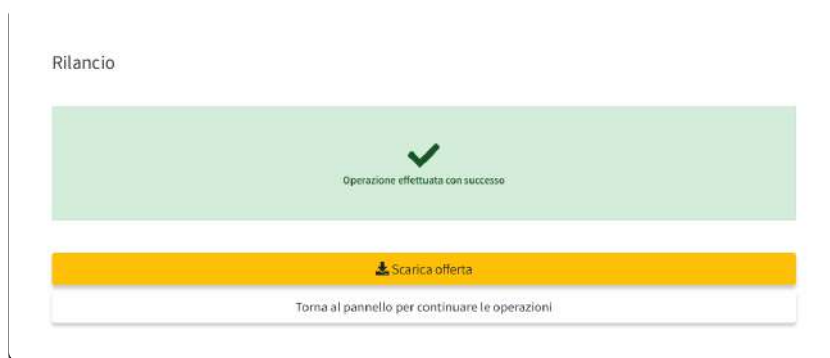 Rilancio
Operazione effettuata con successo
Scarica offerta
Torna al pannello per continuare le operazioni